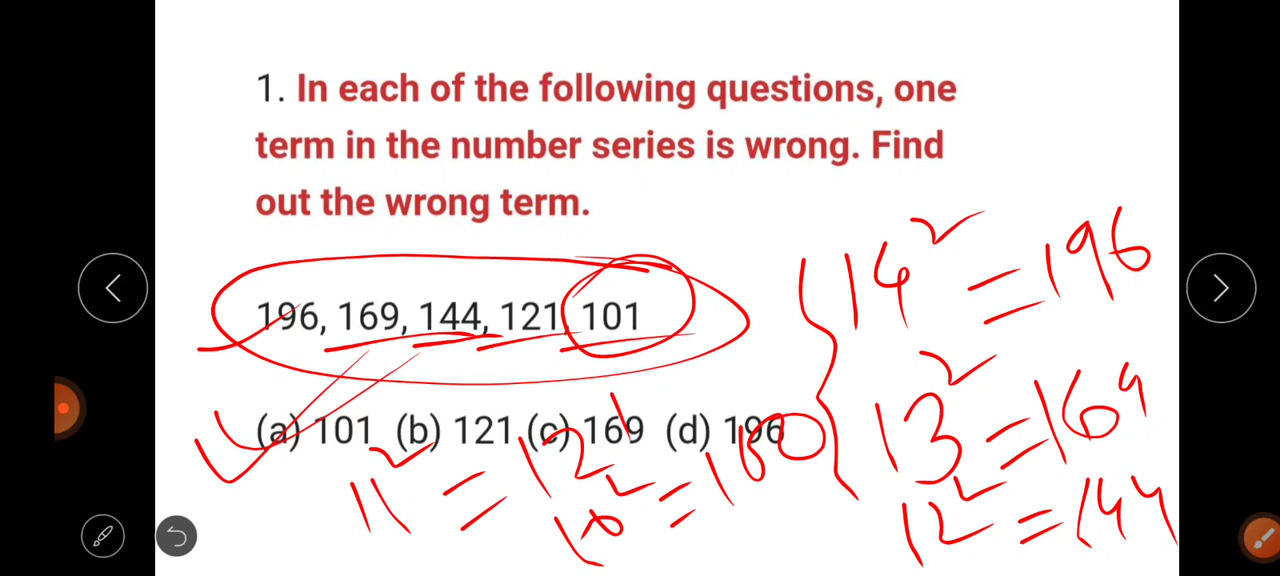 1. In each of the following questions, one
term in the number series is wrong. Find
out the wrong term.
196, 169, 144, 121, 101
(a) 101 (b) 121 (c) 169 (d) 196
14² = 196
13² = 169
12² = 144
11² = 121
10² = 100